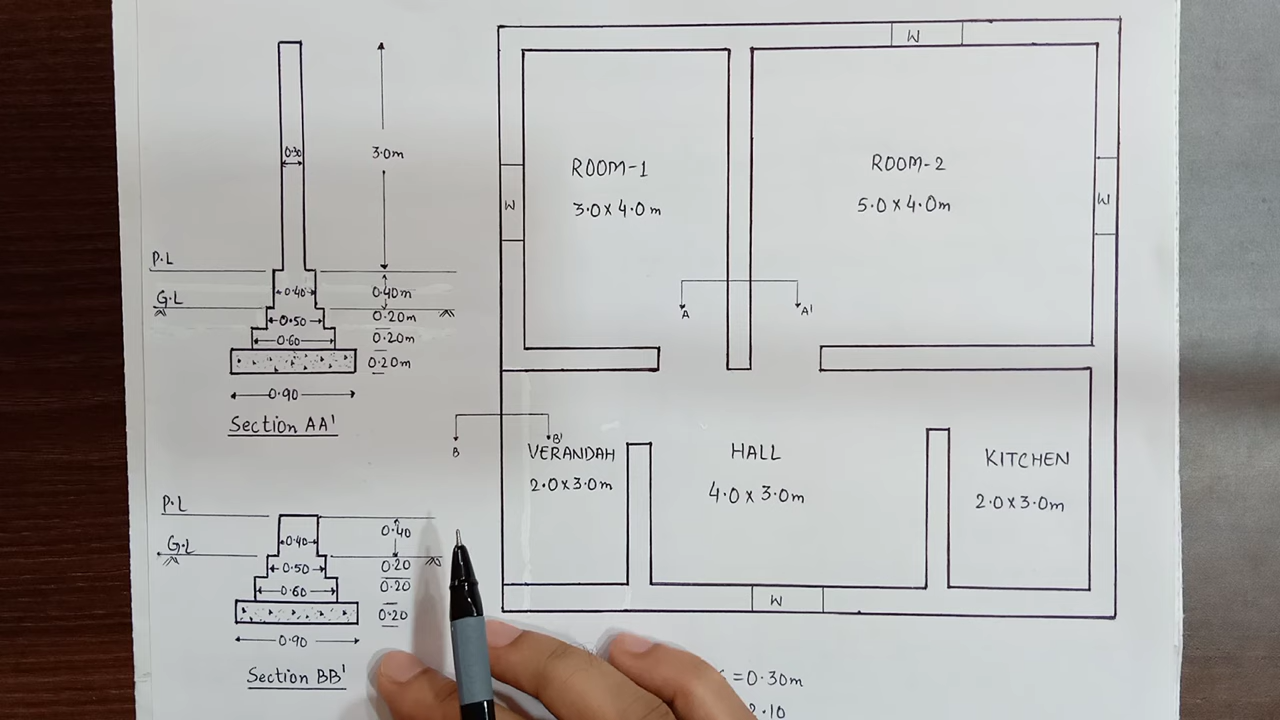 0.30
3.0m
P.L
0.40
0.40m
G.L
0.50
0.20m
0.60
0.20m
0.20m
0.90
Section AA'
P.L
0.40
0.40
G.L
0.50
0.20
0.60
0.20
0.20
0.90
Section BB'
W
ROOM-1
3.0 x 4.0 m
ROOM-2
5.0 x 4.0m
W
W
A
A'
B
B'
VERANDAH
2.0 x 3.0m
HALL
4.0 x 3.0m
KITCHEN
2.0 x 3.0m
W
=0.30m
2.10